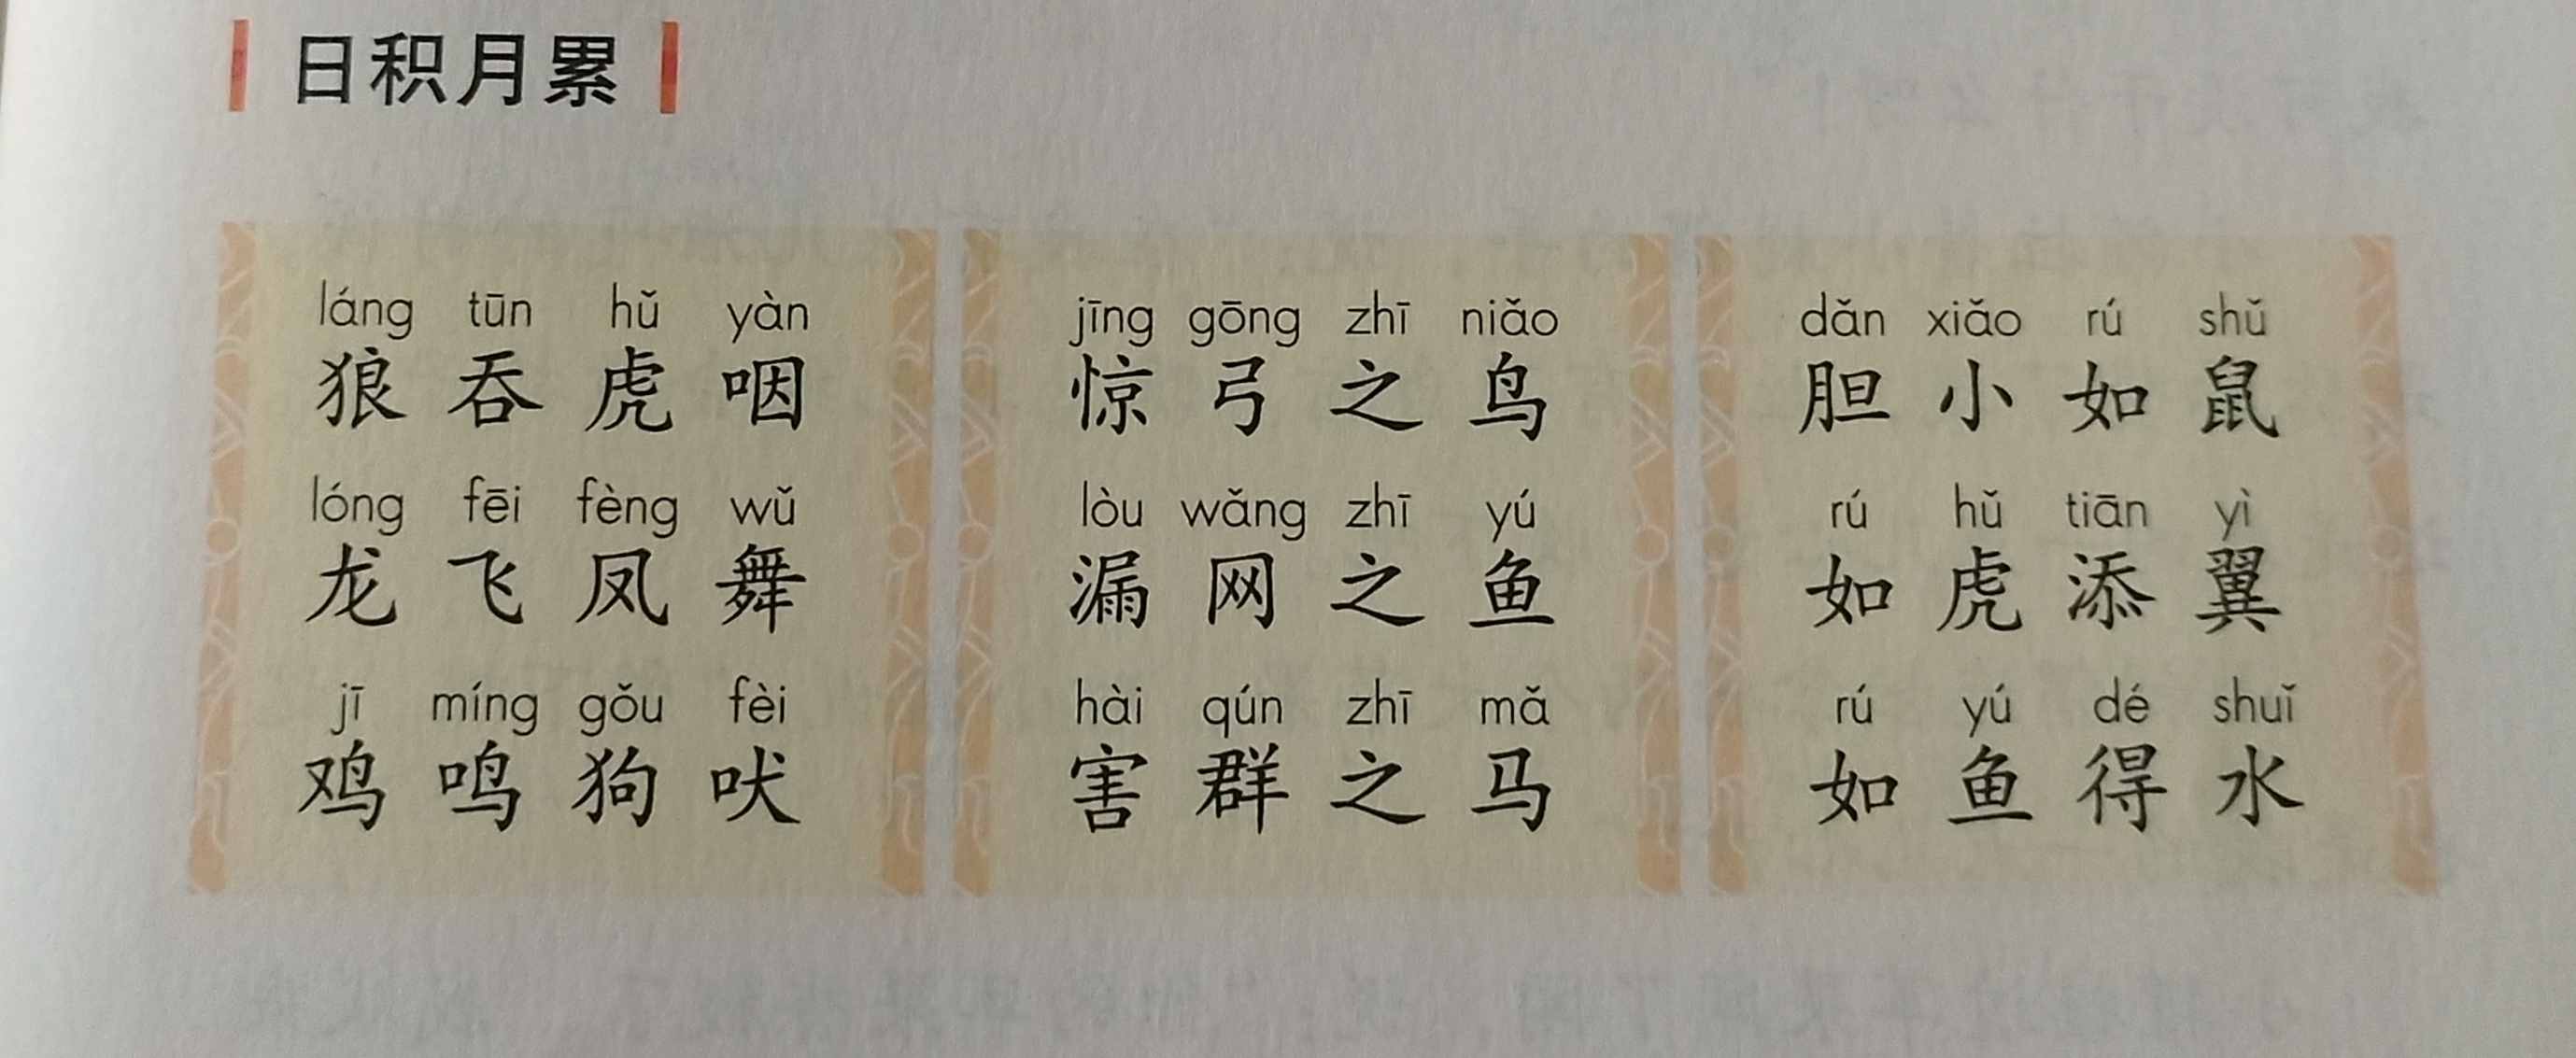 日积月累
láng tūn hǔ yàn
狼吞虎咽
lóng fēi fèng wǔ
龙飞凤舞
jī míng gǒu fèi
鸡鸣狗吠
jīng gōng zhī niǎo
惊弓之鸟
lòu wǎng zhī yú
漏网之鱼
hài qún zhī mǎ
害群之马
dǎn xiǎo rú shǔ
胆小如鼠
rú hǔ tiān yì
如虎添翼
rú yú dé shuǐ
如鱼得水